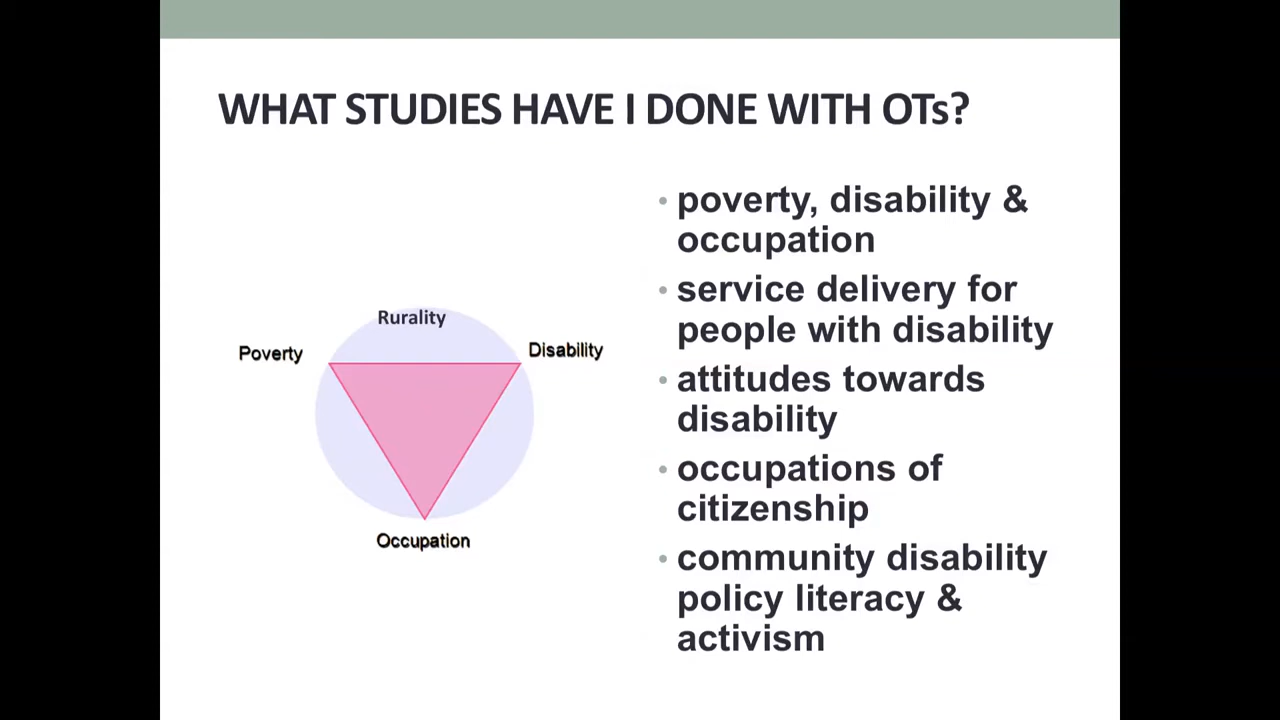 WHAT STUDIES HAVE I DONE WITH OTs?
Rurality
Poverty
Disability
Occupation
• poverty, disability &
occupation
• service delivery for
people with disability
• attitudes towards
disability
• occupations of
citizenship
• community disability
policy literacy &
activism